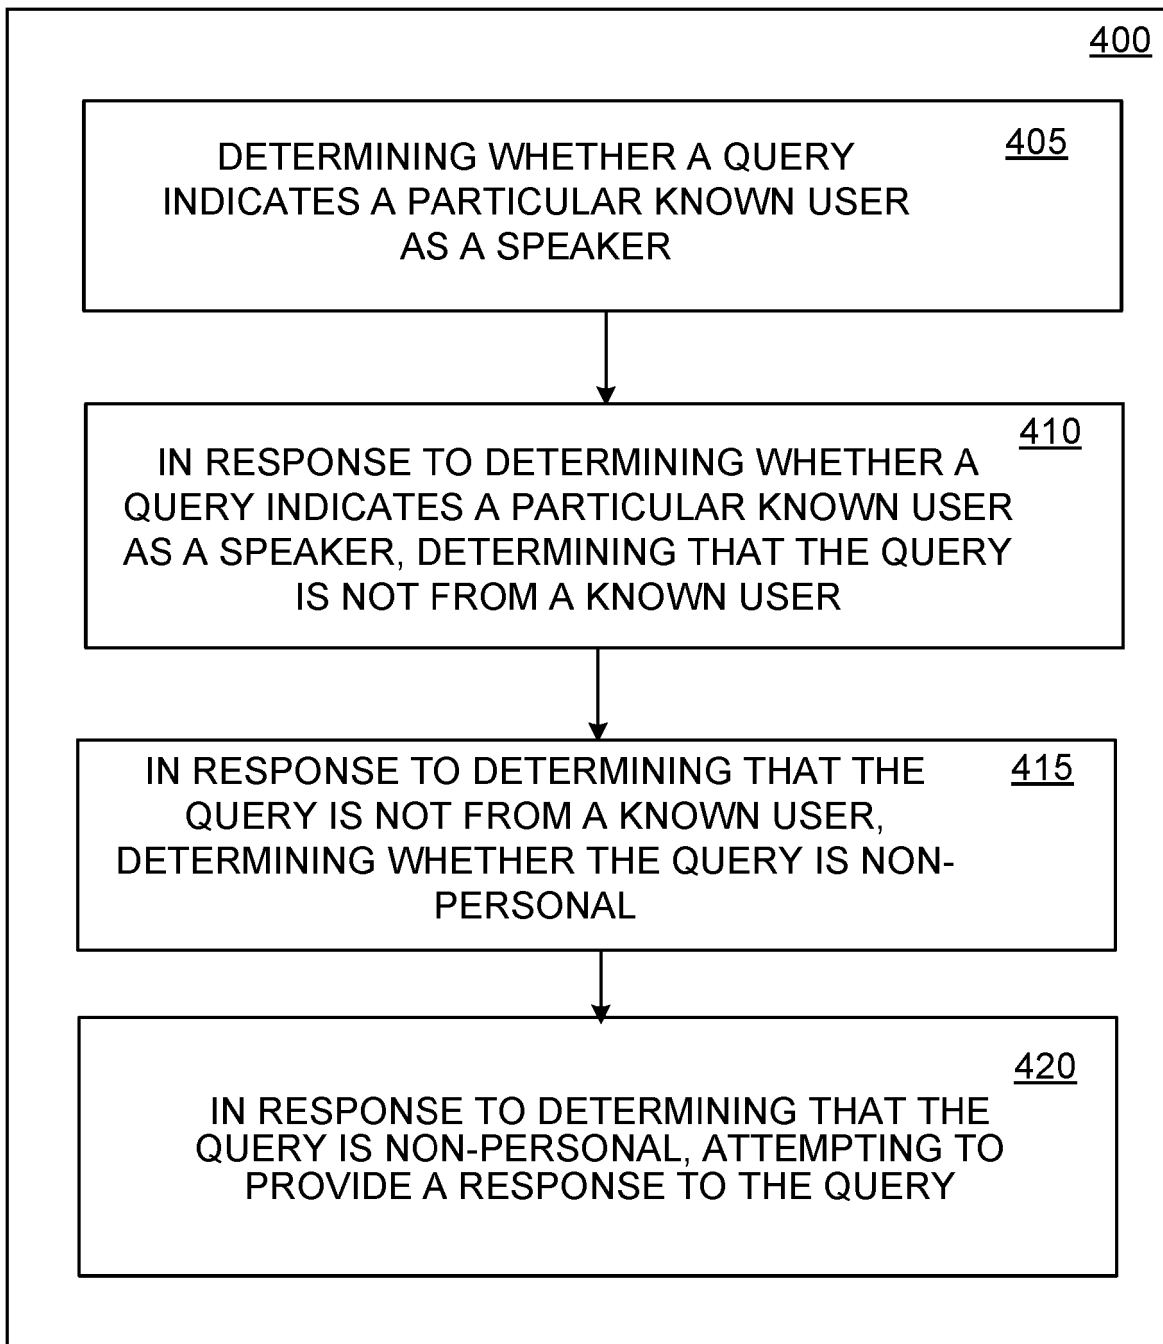 400
405
DETERMINING WHETHER A QUERY
INDICATES A PARTICULAR KNOWN USER
AS A SPEAKER
410
IN RESPONSE TO DETERMINING WHETHER A
QUERY INDICATES A PARTICULAR KNOWN USER
AS A SPEAKER, DETERMINING THAT THE QUERY
IS NOT FROM A KNOWN USER
415
IN RESPONSE TO DETERMINING THAT THE
QUERY IS NOT FROM A KNOWN USER,
DETERMINING WHETHER THE QUERY IS NON-
PERSONAL
420
IN RESPONSE TO DETERMINING THAT THE
QUERY IS NON-PERSONAL, ATTEMPTING TO
PROVIDE A RESPONSE TO THE QUERY